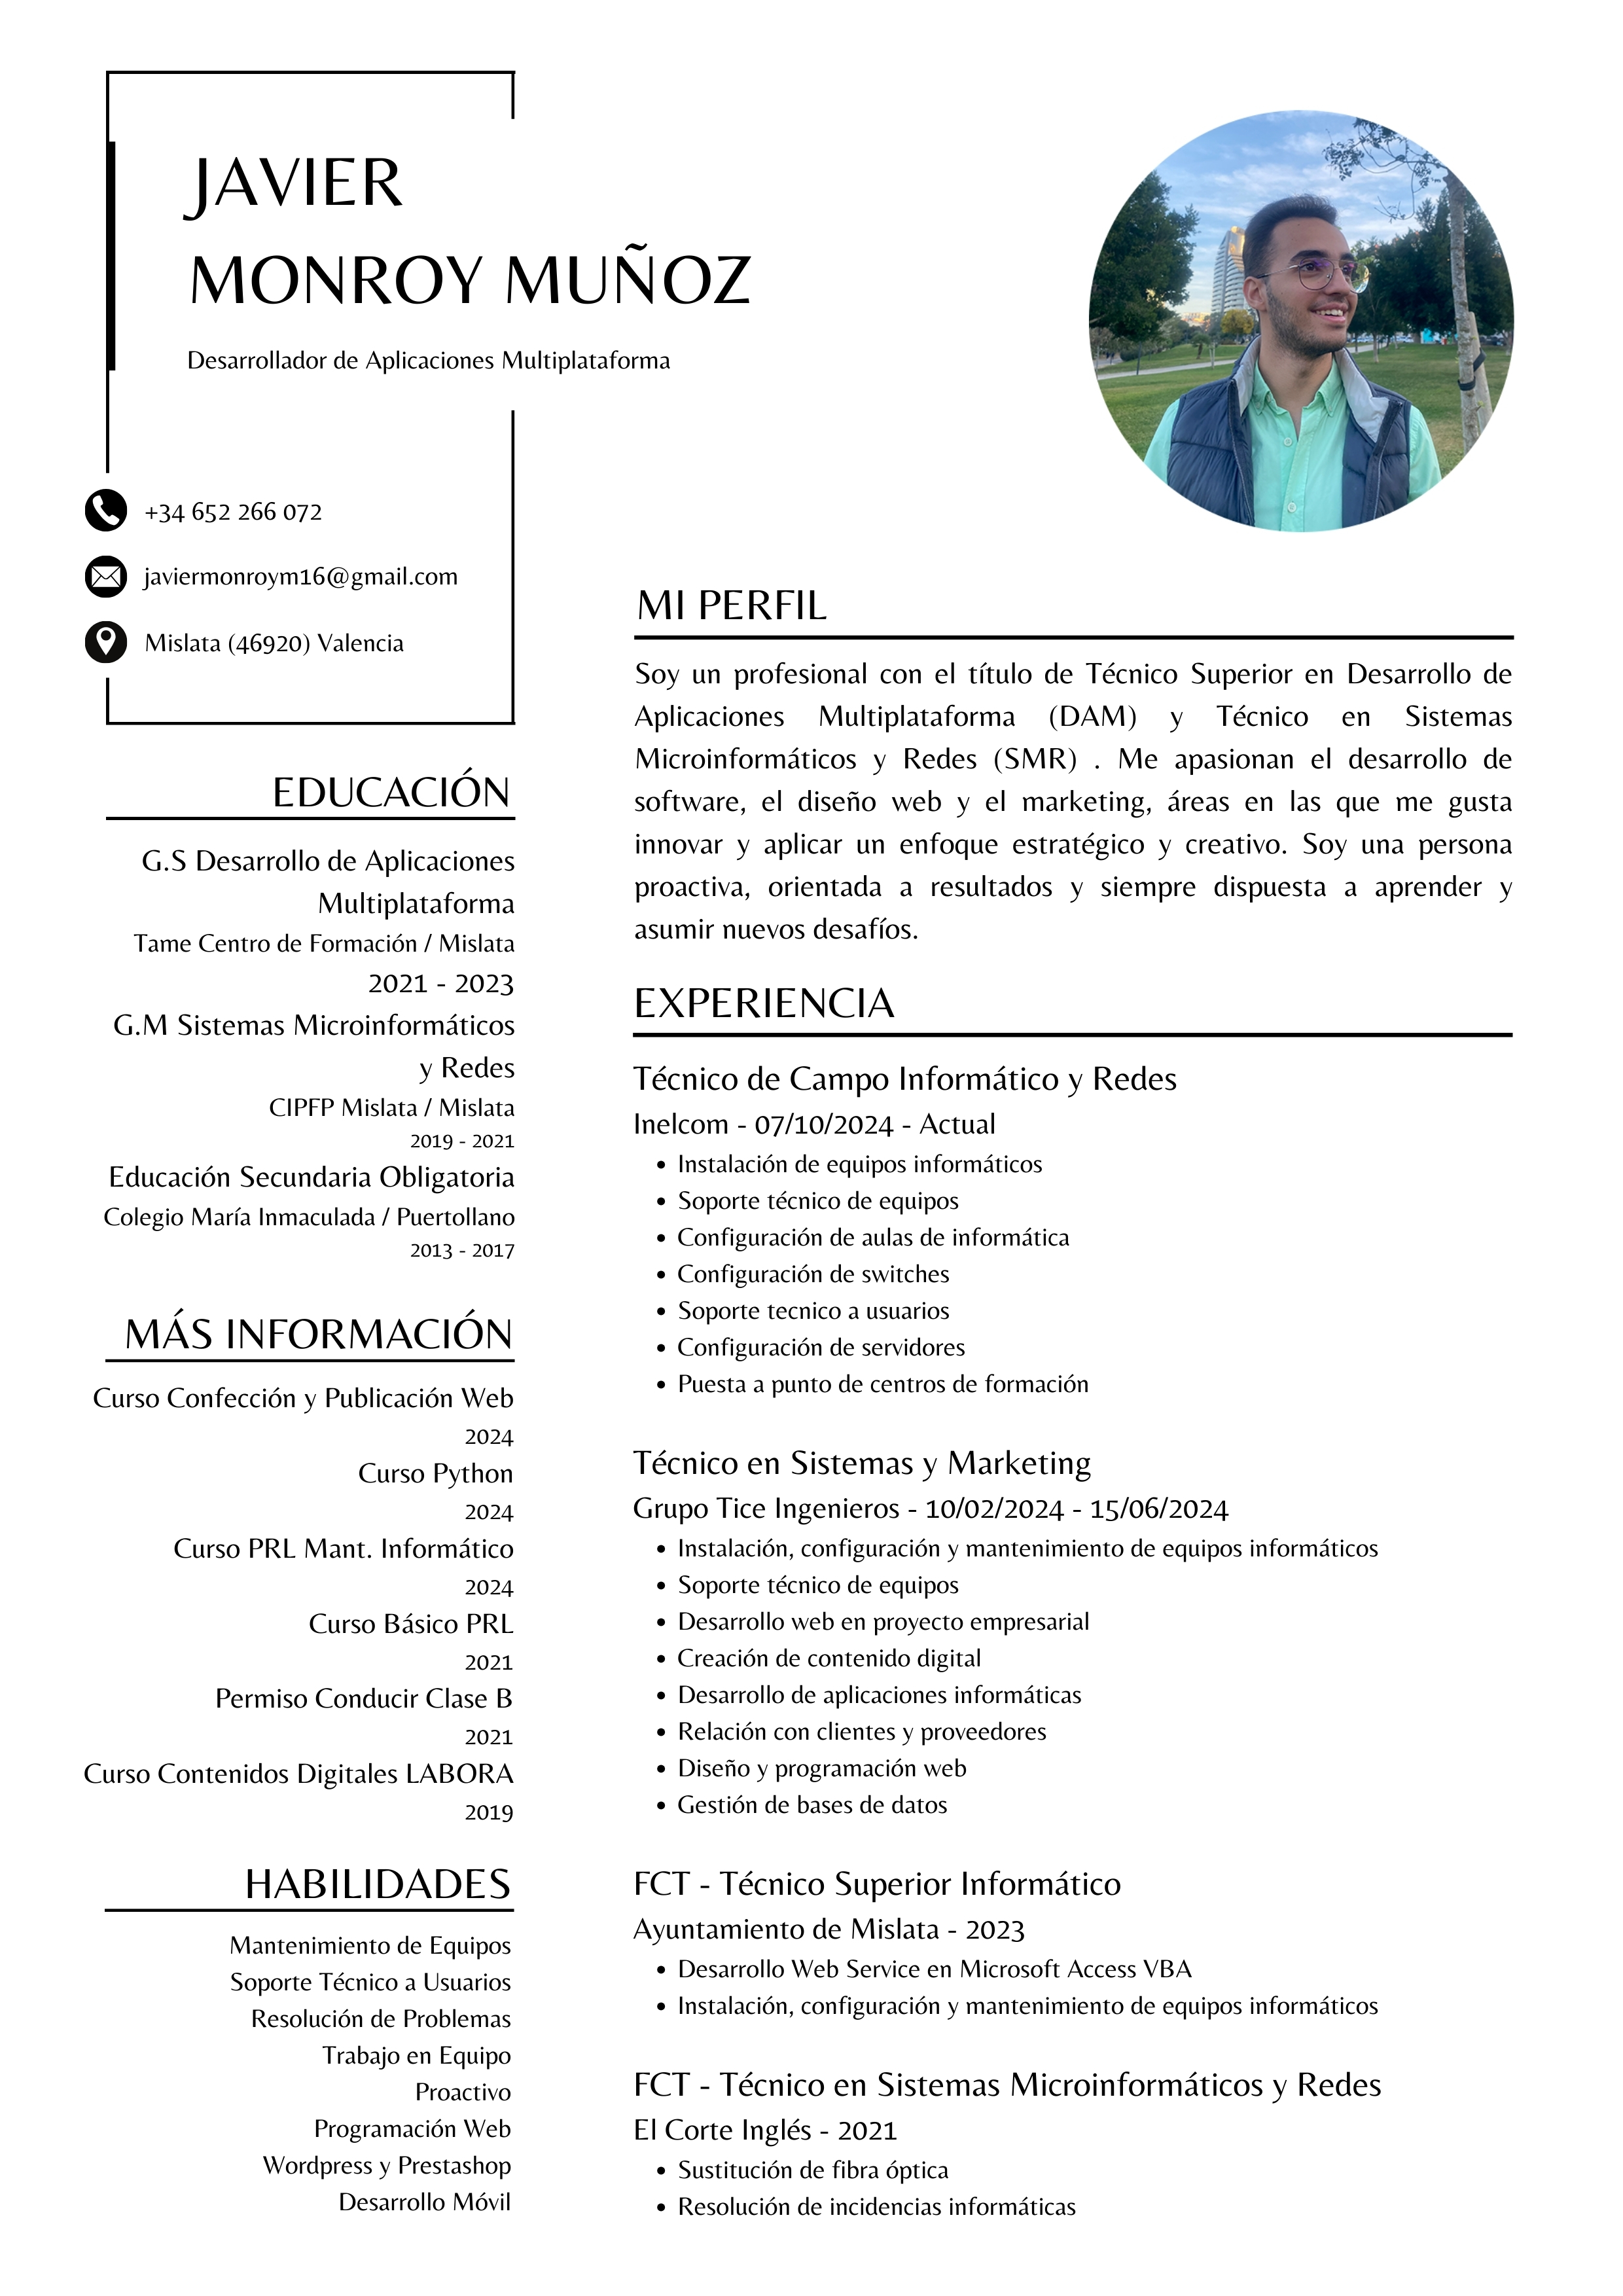 JAVIER
MONROY MUÑOZ
Desarrollador de Aplicaciones Multiplataforma
+34 652 266 072
javiermonroym16@gmail.com
Mislata (46920) Valencia
EDUCACIÓN
G.S Desarrollo de Aplicaciones
Multiplataforma
Tame Centro de Formación / Mislata
2021 - 2023
G.M Sistemas Microinformáticos
y Redes
CIPFP Mislata / Mislata
2019 - 2021
Educación Secundaria Obligatoria
Colegio María Inmaculada / Puertollano
2013 - 2017
MÁS INFORMACIÓN
Curso Confección y Publicación Web
2024
Curso Python
2024
Curso PRL Mant. Informático
2024
Curso Básico PRL
2021
Permiso Conducir Clase B
2021
Curso Contenidos Digitales LABORA
2019
HABILIDADES
Mantenimiento de Equipos
Soporte Técnico a Usuarios
Resolución de Problemas
Trabajo en Equipo
Proactivo
Programación Web
Wordpress y Prestashop
Desarrollo Móvil
MI PERFIL
Soy un profesional con el título de Técnico Superior en Desarrollo de
Aplicaciones Multiplataforma (DAM) y Técnico en Sistemas
Microinformáticos y Redes (SMR) . Me apasionan el desarrollo de
software, el diseño web y el marketing, áreas en las que me gusta
innovar y aplicar un enfoque estratégico y creativo. Soy una persona
proactiva, orientada a resultados y siempre dispuesta a aprender y
asumir nuevos desafíos.
EXPERIENCIA
Técnico de Campo Informático y Redes
Inelcom - 07/10/2024 - Actual
• Instalación de equipos informáticos
• Soporte técnico de equipos
• Configuración de aulas de informática
• Configuración de switches
• Soporte tecnico a usuarios
• Configuración de servidores
• Puesta a punto de centros de formación
Técnico en Sistemas y Marketing
Grupo Tice Ingenieros - 10/02/2024 - 15/06/2024
• Instalación, configuración y mantenimiento de equipos informáticos
• Soporte técnico de equipos
• Desarrollo web en proyecto empresarial
• Creación de contenido digital
• Desarrollo de aplicaciones informáticas
• Relación con clientes y proveedores
• Diseño y programación web
• Gestión de bases de datos
FCT - Técnico Superior Informático
Ayuntamiento de Mislata - 2023
• Desarrollo Web Service en Microsoft Access VBA
• Instalación, configuración y mantenimiento de equipos informáticos
FCT - Técnico en Sistemas Microinformáticos y Redes
El Corte Inglés - 2021
• Sustitución de fibra óptica
• Resolución de incidencias informáticas